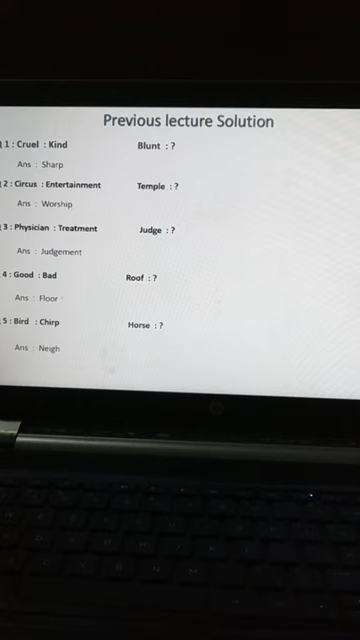 Previous lecture Solution
1 : Cruel : Kind Blunt : ?
Ans : Sharp
2 : Circus : Entertainment Temple : ?
Ans : Worship
3 : Physician : Treatment Judge : ?
Ans : Judgement
4 : Good : Bad Roof : ?
Ans : Floor
5 : Bird : Chirp Horse : ?
Ans : Neigh